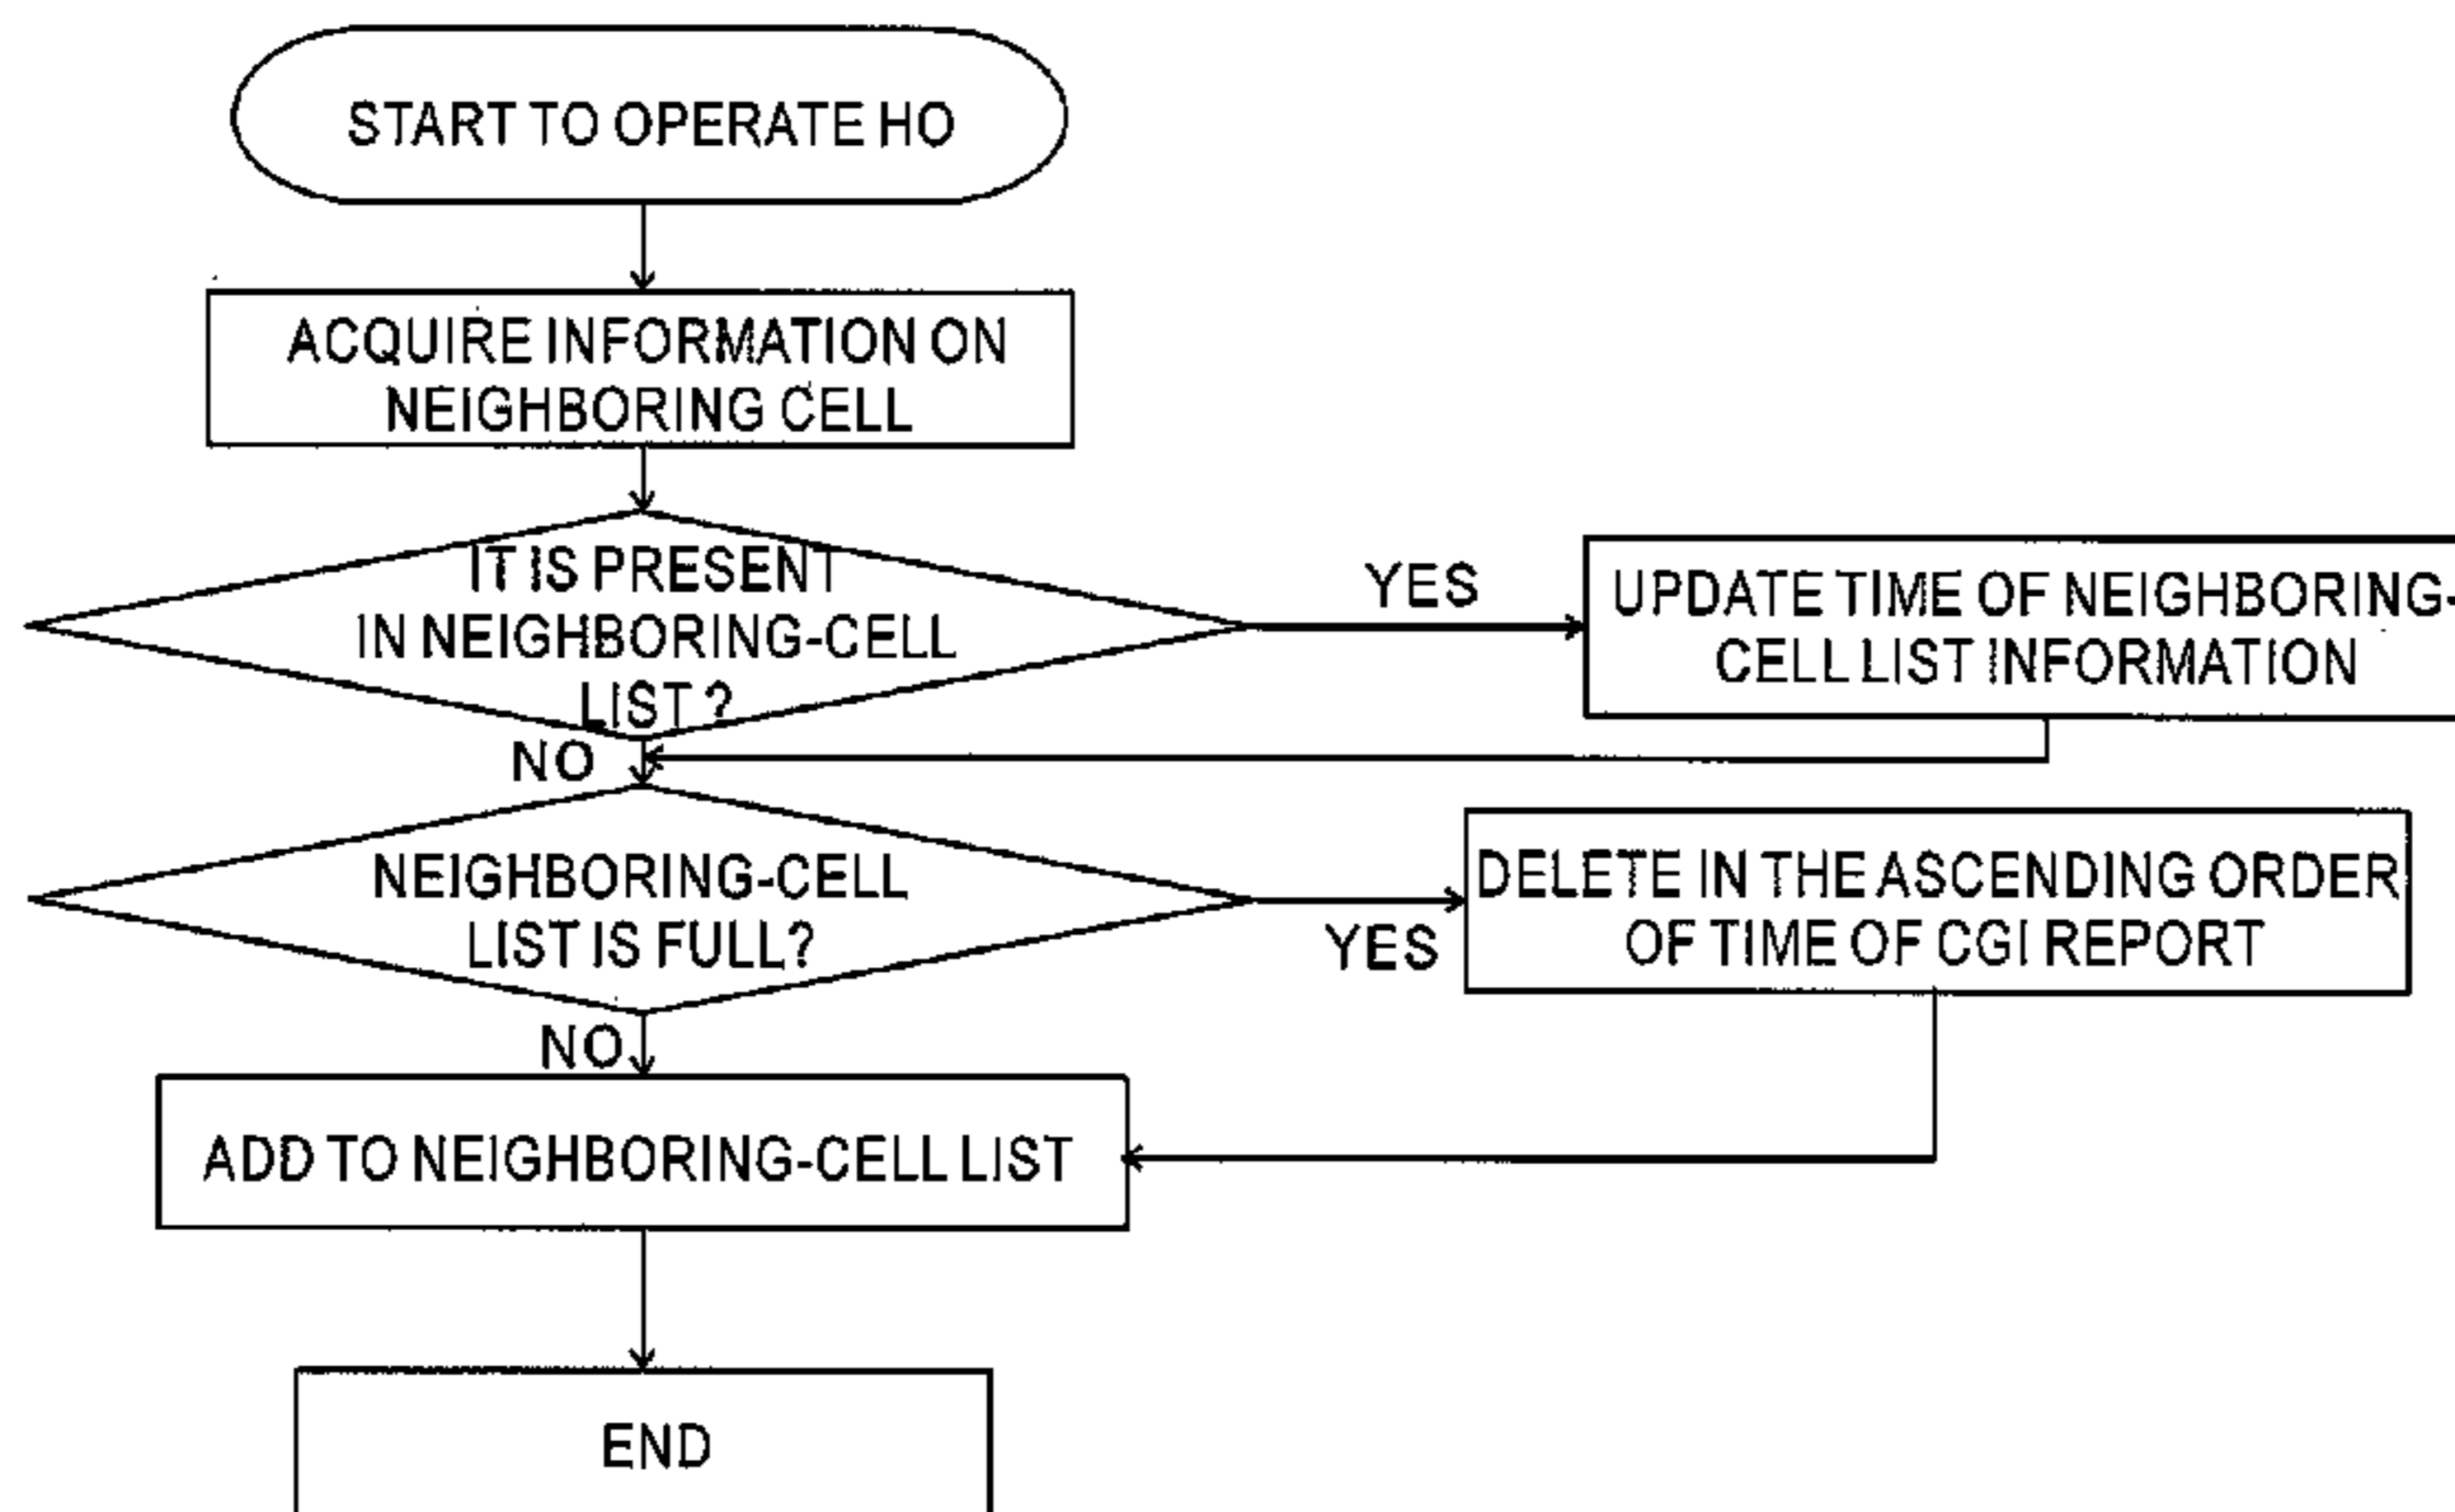 START TO OPERATE HO
ACQUIRE INFORMATION ON
NEIGHBORING CELL
IT IS PRESENT
IN NEIGHBORING-CELL
LIST ?
YES
UPDATE TIME OF NEIGHBORING-
CELL LIST INFORMATION
NO
NEIGHBORING-CELL
LIST IS FULL?
YES
DELETE IN THE ASCENDING ORDER
OF TIME OF CGI REPORT
NO
ADD TO NEIGHBORING-CELL LIST
END